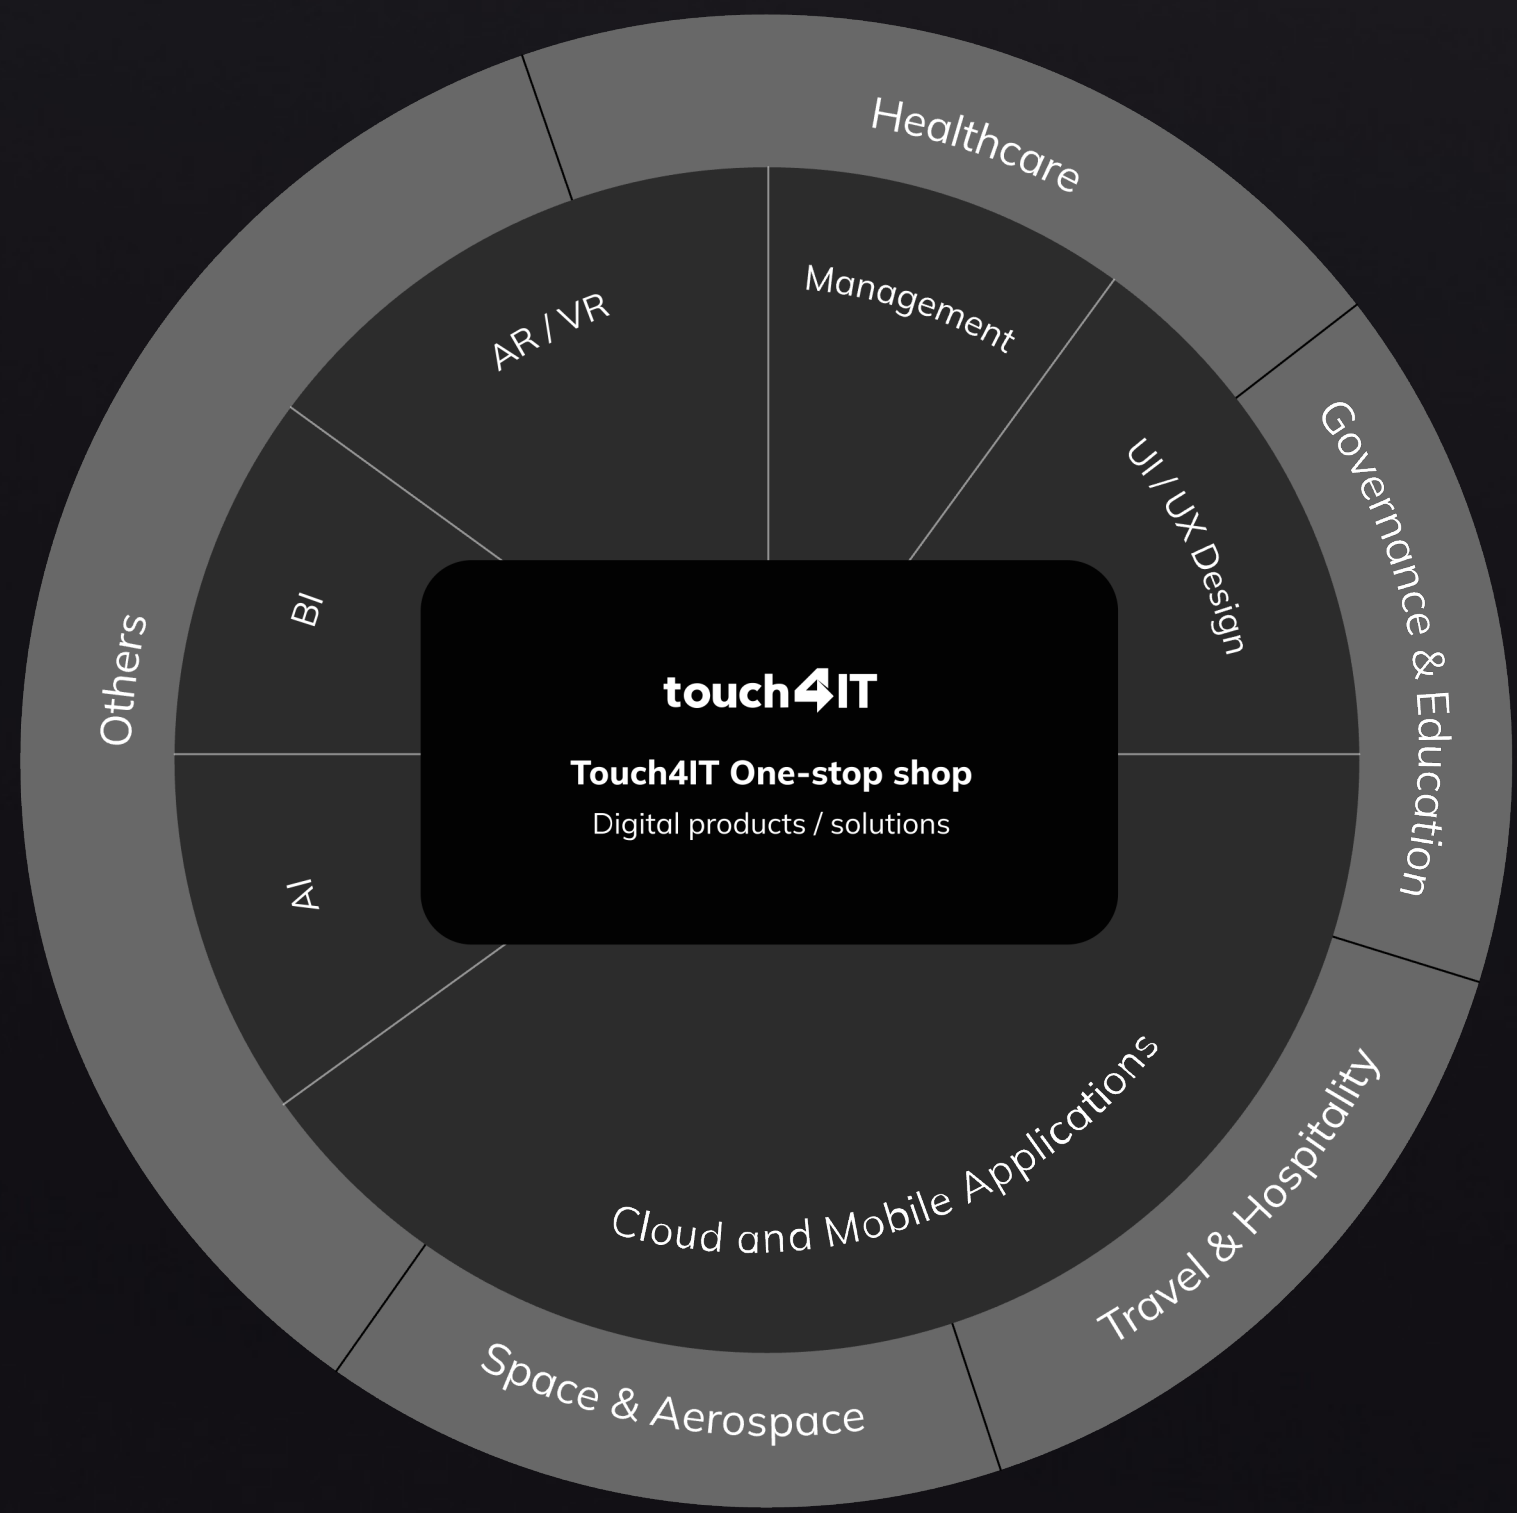 Healthcare
Governance & Education
Travel & Hospitality
Space & Aerospace
Others
Management
UI / UX Design
Cloud and Mobile Applications
AI
BI
AR / VR
touch4IT
Touch4IT One-stop shop
Digital products / solutions